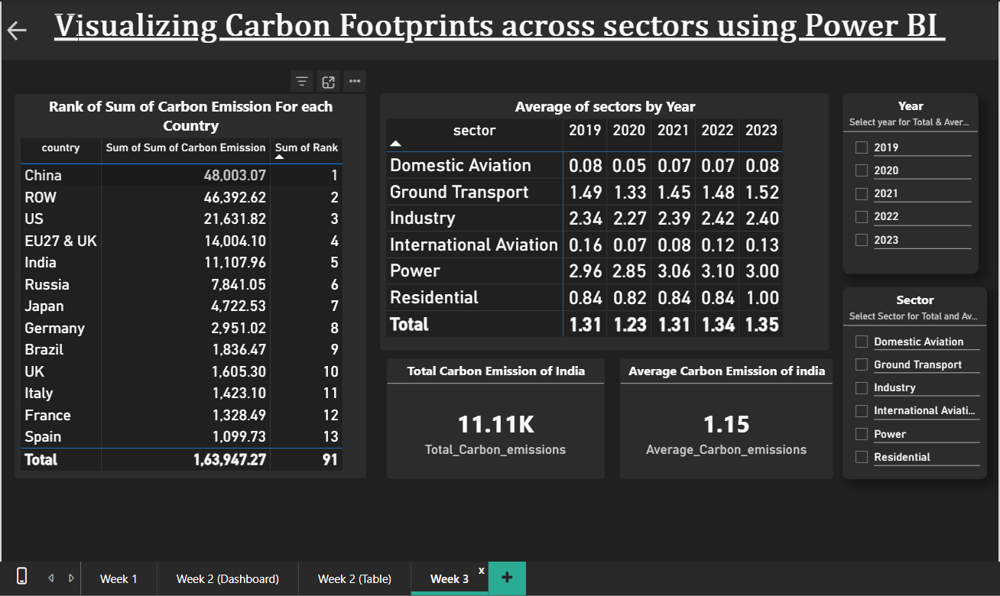 Visualizing Carbon Footprints across sectors using Power BI
Rank of Sum of Carbon Emission For each
Country
country Sum of Sum of Carbon Emission Sum of Rank
China 48,003.07 1
ROW 46,392.62 2
US 21,631.82 3
EU27 & UK 14,004.10 4
India 11,107.96 5
Russia 7,841.05 6
Japan 4,722.53 7
Germany 2,951.02 8
Brazil 1,836.47 9
UK 1,605.30 10
Italy 1,423.10 11
France 1,328.49 12
Spain 1,099.73 13
Total 1,63,947.27 91
Average of sectors by Year
sector 2019 2020 2021 2022 2023
Domestic Aviation 0.08 0.05 0.07 0.07 0.08
Ground Transport 1.49 1.33 1.45 1.48 1.52
Industry 2.34 2.27 2.39 2.42 2.40
International Aviation 0.16 0.07 0.08 0.12 0.13
Power 2.96 2.85 3.06 3.10 3.00
Residential 0.84 0.82 0.84 0.84 1.00
Total 1.31 1.23 1.31 1.34 1.35
Total Carbon Emission of India
11.11K
Total_Carbon_emissions
Average Carbon Emission of india
1.15
Average_Carbon_emissions
Year
Select year for Total & Aver...
2019
2020
2021
2022
2023
Sector
Select Sector for Total and Av...
Domestic Aviation
Ground Transport
Industry
International Aviati...
Power
Residential
Week 1
Week 2 (Dashboard)
Week 2 (Table)
Week 3
x
+